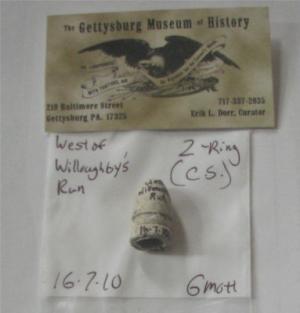 The Gettysburg Museum of History
219 Baltimore Street
Gettysburg PA. 17325
717-337-2035
Erik L. Dorr, Curator
West of
Willoughby's
Run
2-Ring
(C.S.)
16.7.10
Run